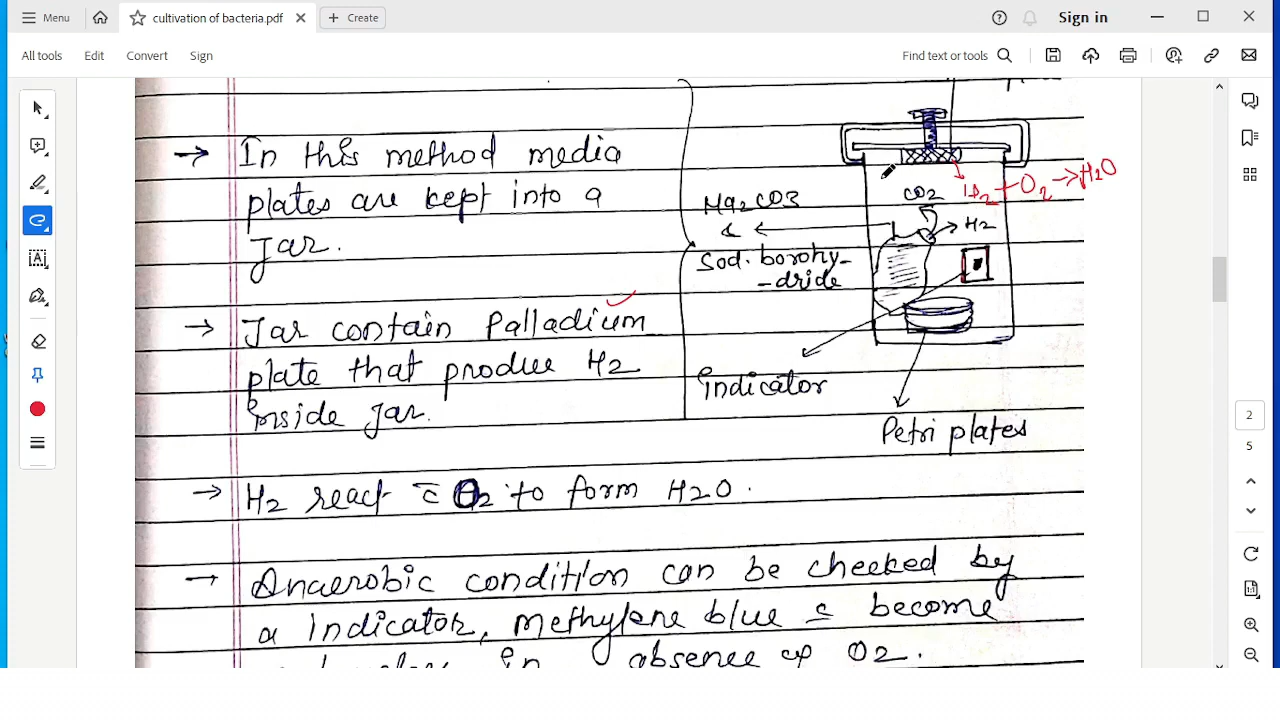 Menu
cultivation of bacteria.pdf
Create
Sign in
All tools
Edit
Convert
Sign
Find text or tools
→ In this method media
plates are kept into a
Jar.
→ Jar contain Palladium
plate that produce H2
inside Jar.
→ H2 react c̄ O2 to form H2O.
→ Anaerobic condition can be checked by
a indicator, methylene blue c̄ become
in absence of O2.
O2 → H2O
CO2
H2
&
Sod. borohy-
-dride
indicator
Petri plates
2
5